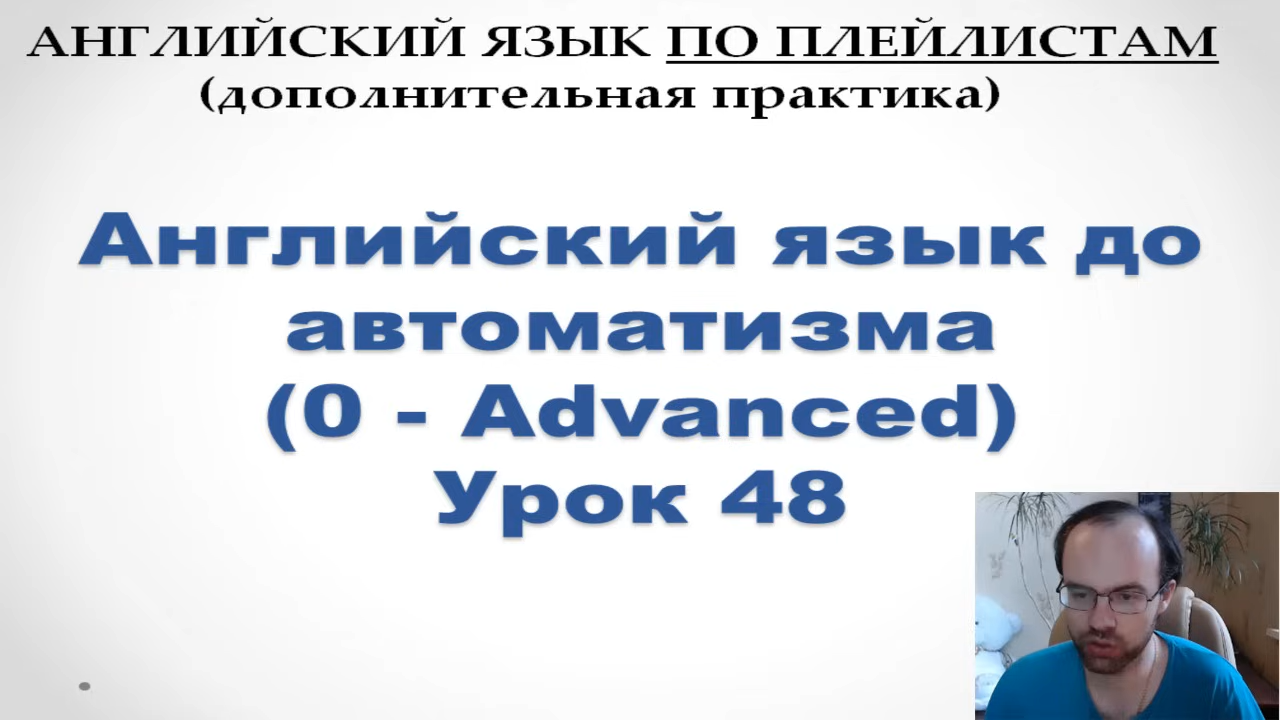 АНГЛИЙСКИЙ ЯЗЫК ПО ПЛЕЙЛИСТАМ
(дополнительная практика)
Английский язык до
автоматизма
(0 - Advanced)
Урок 48